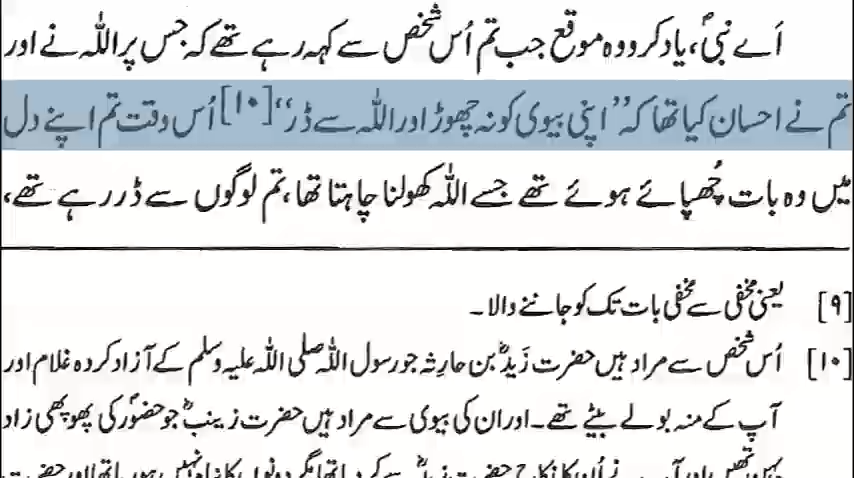 اَے نبیؐ، یاد کرو وہ موقع جب تم اُس شخص سے کہہ رہے تھے کہ جس پر اللہ نے اور
تم نے احسان کیا تھا کہ ’’اپنی بیوی کو نہ چھوڑ اور اللہ سے ڈر‘‘[۱۰] اُس وقت تم اپنے دل
میں وہ بات چُھپائے ہوئے تھے جسے اللہ کھولنا چاہتا تھا، تم لوگوں سے ڈر رہے تھے،
[۹] یعنی مخفی سے مخفی بات تک کو جاننے والا۔
[۱۰] اُس شخص سے مراد ہیں حضرت زَیدؓ بن حارِثہ جو رسول اللہ صلی اللہ علیہ وسلم کے آزاد کردہ غلام اور
آپ کے منہ بولے بیٹے تھے۔ اور ان کی بیوی سے مراد ہیں حضرت زینبؓ جو حضورؐ کی پھوپھی زاد